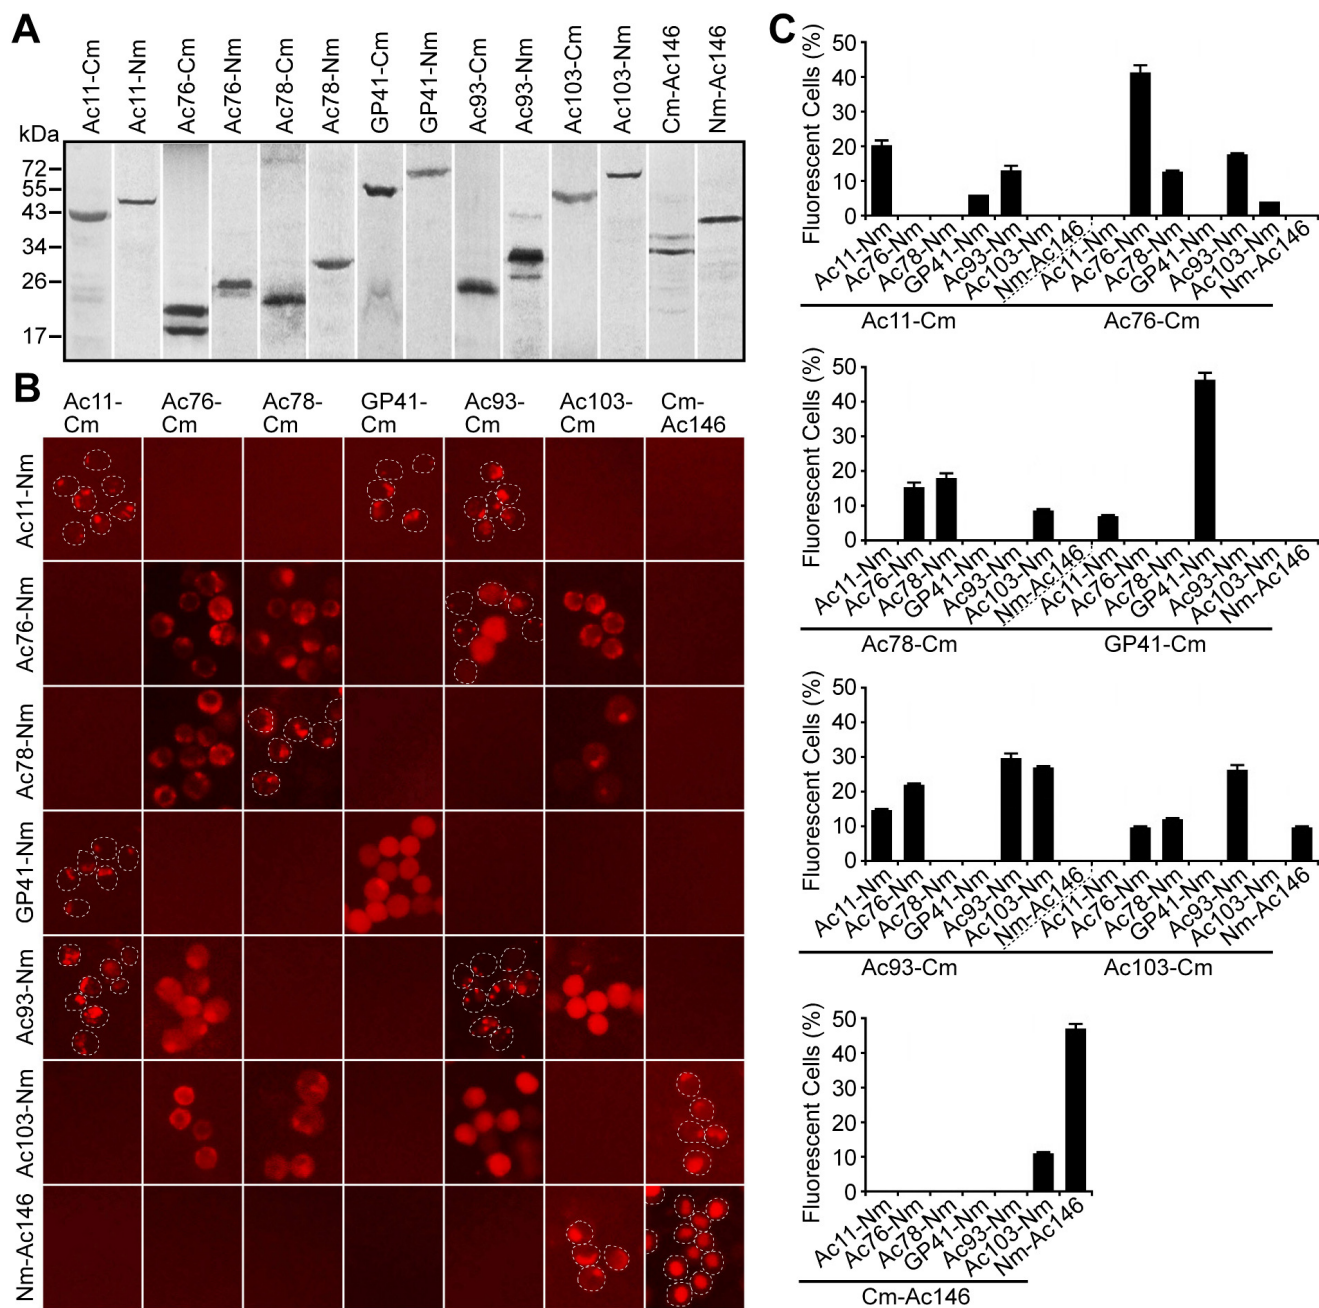 A
Ac11-Cm
Ac11-Nm
Ac76-Cm
Ac76-Nm
Ac78-Cm
Ac78-Nm
GP41-Cm
GP41-Nm
Ac93-Cm
Ac93-Nm
Ac103-Cm
Ac103-Nm
Cm-Ac146
Nm-Ac146
kDa
72
55
43
34
26
17
B
Ac11-
Cm
Ac76-
Cm
Ac78-
Cm
GP41-
Cm
Ac93-
Cm
Ac103-
Cm
Cm-
Ac146
Ac11-Nm
Ac76-Nm
Ac78-Nm
GP41-Nm
Ac93-Nm
Ac103-Nm
Nm-Ac146
C
Fluorescent Cells (%)
50
40
30
20
10
0
Ac11-Nm
Ac76-Nm
Ac78-Nm
GP41-Nm
Ac93-Nm
Ac103-Nm
Nm-Ac146
Ac11-Nm
Ac76-Nm
Ac78-Nm
GP41-Nm
Ac93-Nm
Ac103-Nm
Nm-Ac146
Ac11-Cm
Ac76-Cm
Fluorescent Cells (%)
50
40
30
20
10
0
Ac11-Nm
Ac76-Nm
Ac78-Nm
GP41-Nm
Ac93-Nm
Ac103-Nm
Nm-Ac146
Ac11-Nm
Ac76-Nm
Ac78-Nm
GP41-Nm
Ac93-Nm
Ac103-Nm
Nm-Ac146
Ac78-Cm
GP41-Cm
Fluorescent Cells (%)
50
40
30
20
10
0
Ac11-Nm
Ac76-Nm
Ac78-Nm
GP41-Nm
Ac93-Nm
Ac103-Nm
Nm-Ac146
Ac11-Nm
Ac76-Nm
Ac78-Nm
GP41-Nm
Ac93-Nm
Ac103-Nm
Nm-Ac146
Ac93-Cm
Ac103-Cm
Fluorescent Cells (%)
50
40
30
20
10
0
Ac11-Nm
Ac76-Nm
Ac78-Nm
GP41-Nm
Ac93-Nm
Ac103-Nm
Nm-Ac146
Cm-Ac146